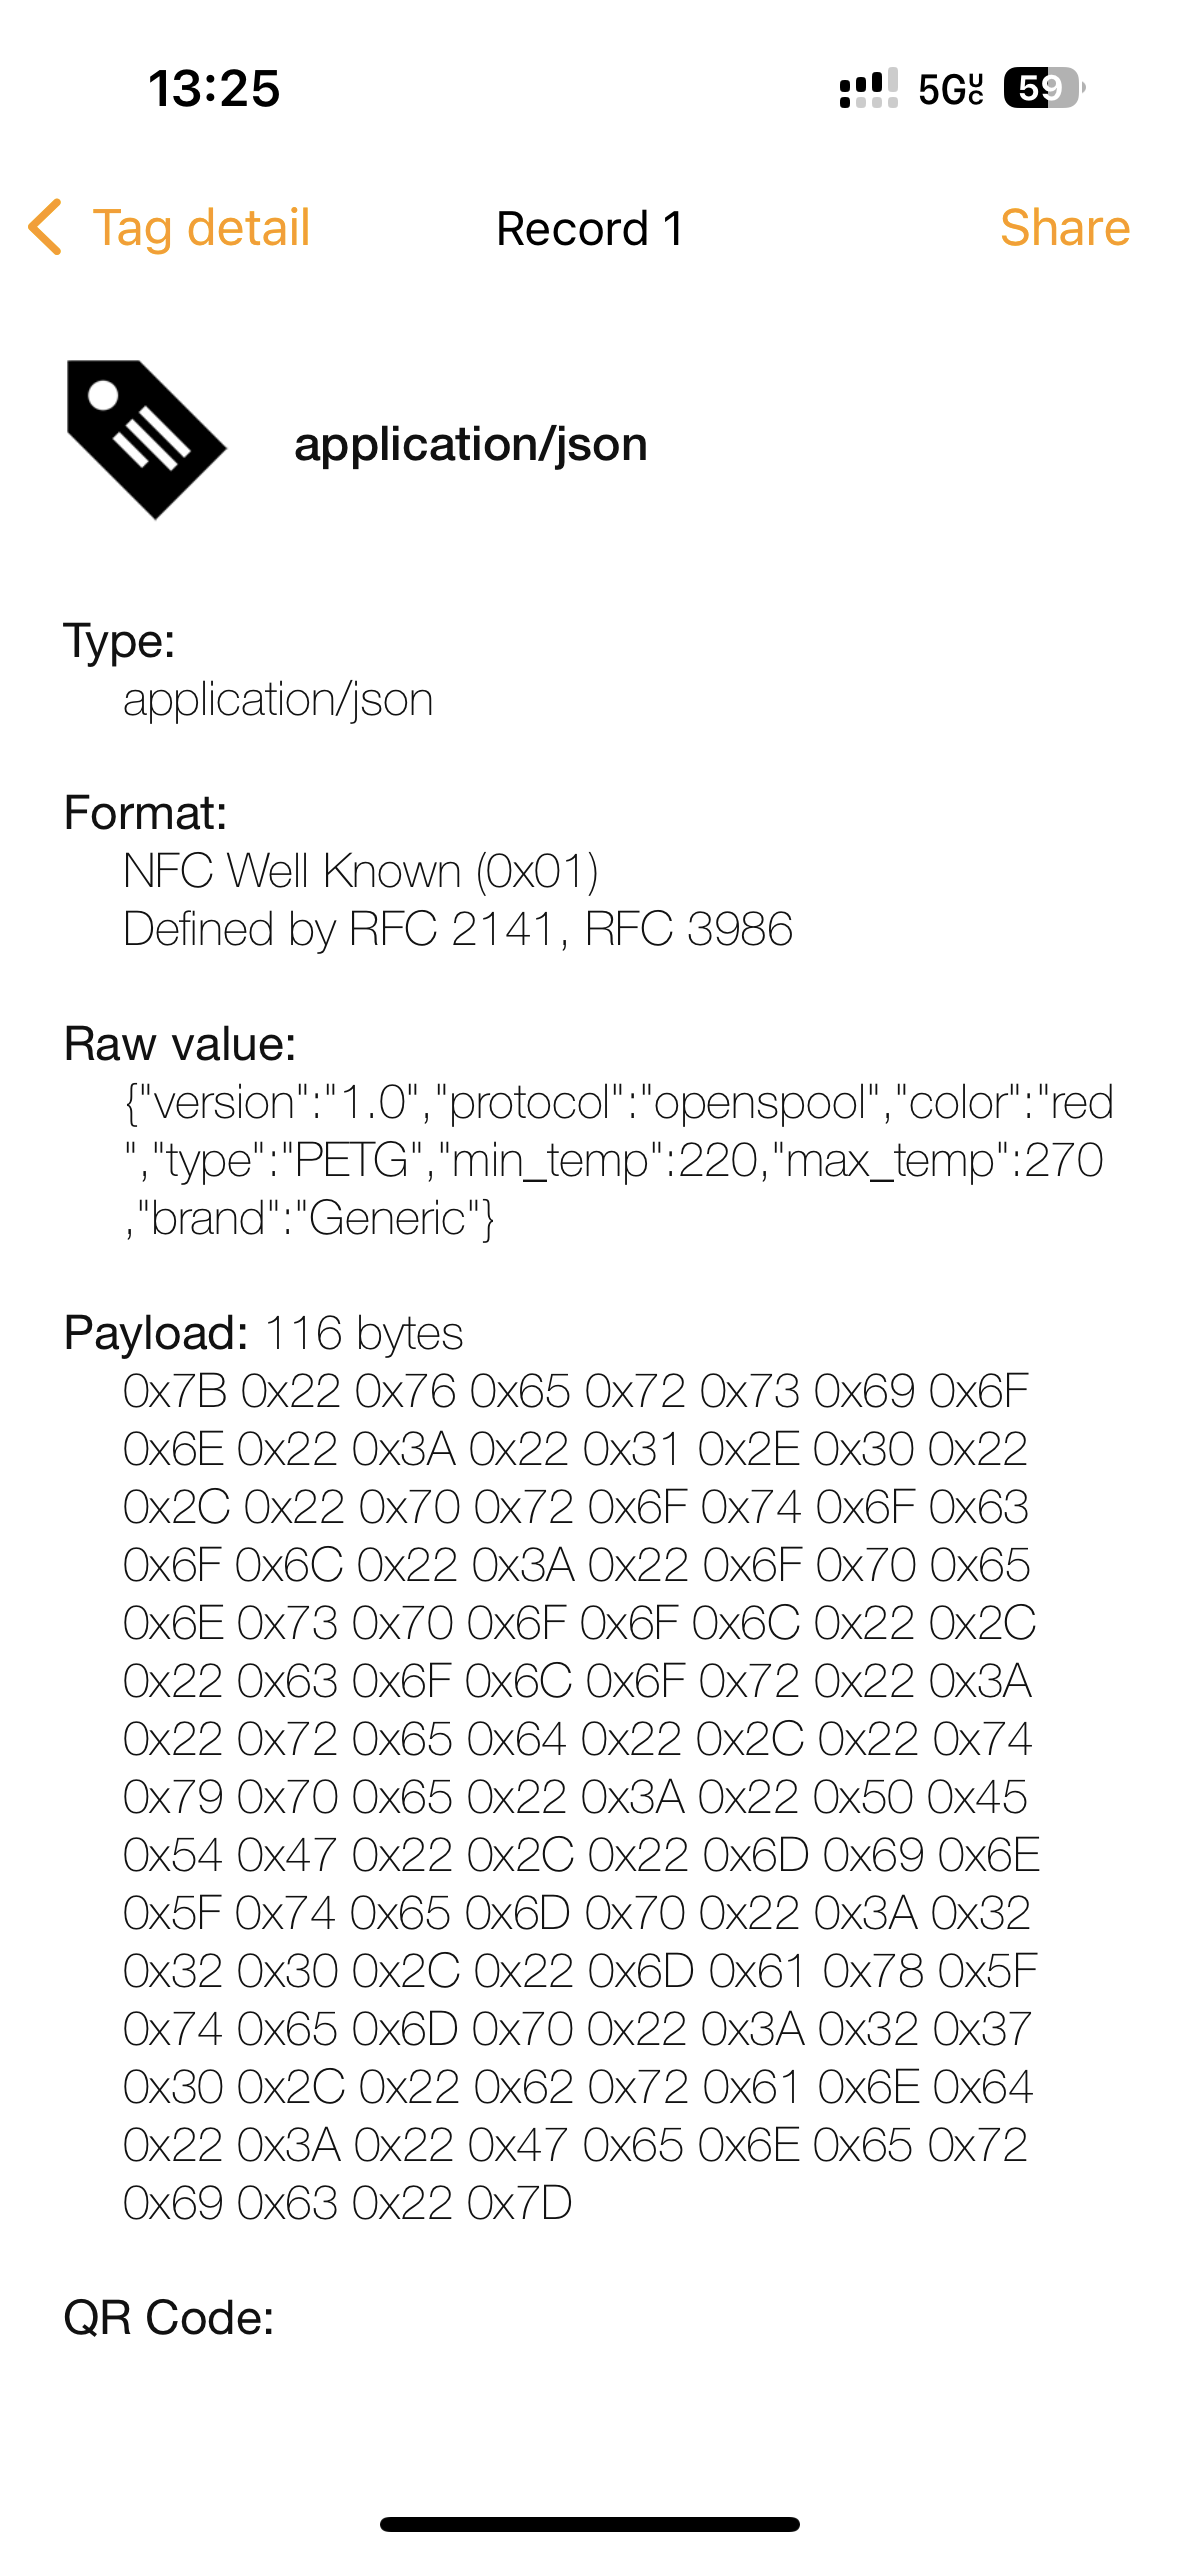 13:25
5G UC
59
Tag detail
Record 1
Share
application/json
Type:
application/json
Format:
NFC Well Known (0x01)
Defined by RFC 2141, RFC 3986
Raw value:
{"version":"1.0","protocol":"openspool","color":"red
","type":"PETG","min_temp":220,"max_temp":270
,"brand":"Generic"}
Payload: 116 bytes
0x7B 0x22 0x76 0x65 0x72 0x73 0x69 0x6F
0x6E 0x22 0x3A 0x22 0x31 0x2E 0x30 0x22
0x2C 0x22 0x70 0x72 0x6F 0x74 0x6F 0x63
0x6F 0x6C 0x22 0x3A 0x22 0x6F 0x70 0x65
0x6E 0x73 0x70 0x6F 0x6F 0x6C 0x22 0x2C
0x22 0x63 0x6F 0x6C 0x6F 0x72 0x22 0x3A
0x22 0x72 0x65 0x64 0x22 0x2C 0x22 0x74
0x79 0x70 0x65 0x22 0x3A 0x22 0x50 0x45
0x54 0x47 0x22 0x2C 0x22 0x6D 0x69 0x6E
0x5F 0x74 0x65 0x6D 0x70 0x22 0x3A 0x32
0x32 0x30 0x2C 0x22 0x6D 0x61 0x78 0x5F
0x74 0x65 0x6D 0x70 0x22 0x3A 0x32 0x37
0x30 0x2C 0x22 0x62 0x72 0x61 0x6E 0x64
0x22 0x3A 0x22 0x47 0x65 0x6E 0x65 0x72
0x69 0x63 0x22 0x7D
QR Code: